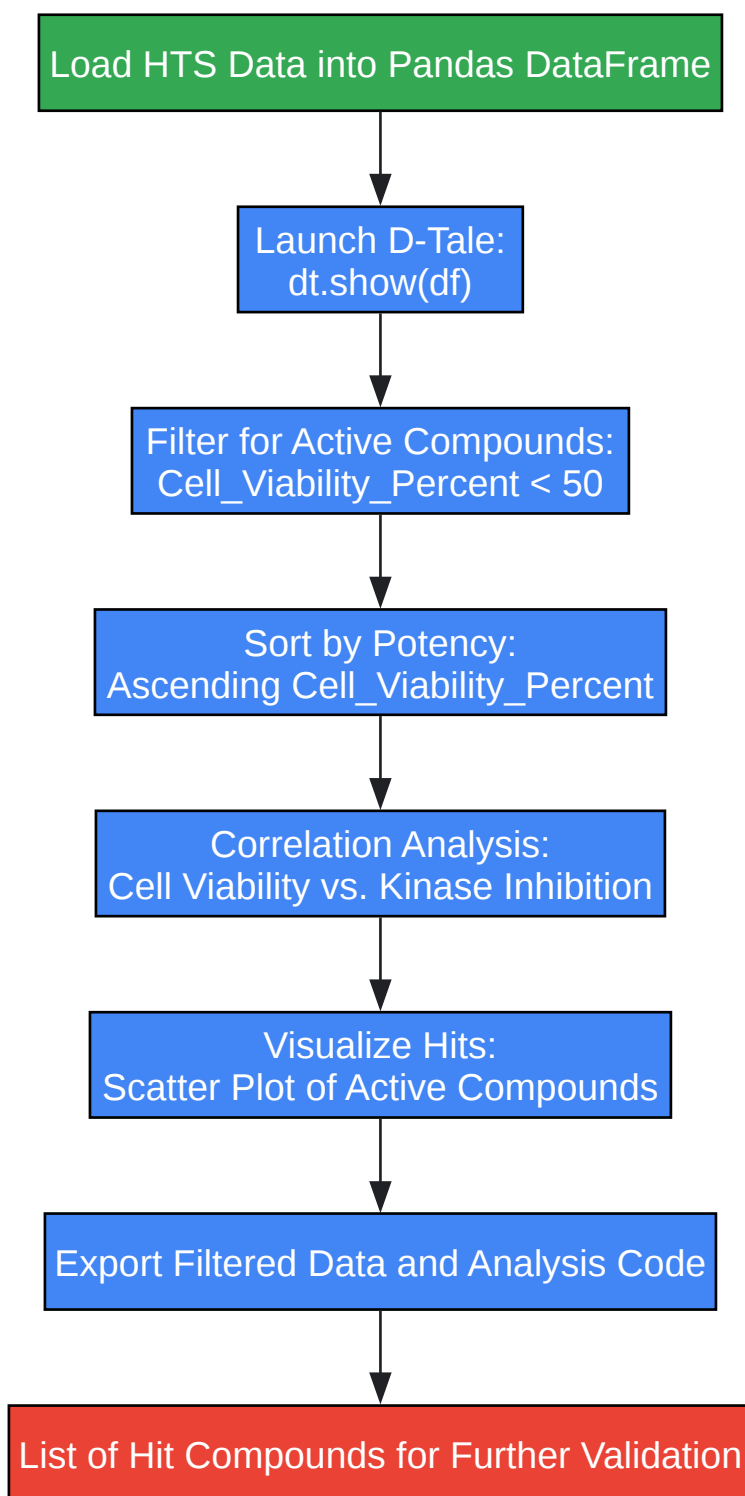 Load HTS Data into Pandas DataFrame
Launch D-Tale:
dt.show(df)
Filter for Active Compounds:
Cell_Viability_Percent < 50
Sort by Potency:
Ascending Cell_Viability_Percent
Correlation Analysis:
Cell Viability vs. Kinase Inhibition
Visualize Hits:
Scatter Plot of Active Compounds
Export Filtered Data and Analysis Code
List of Hit Compounds for Further Validation